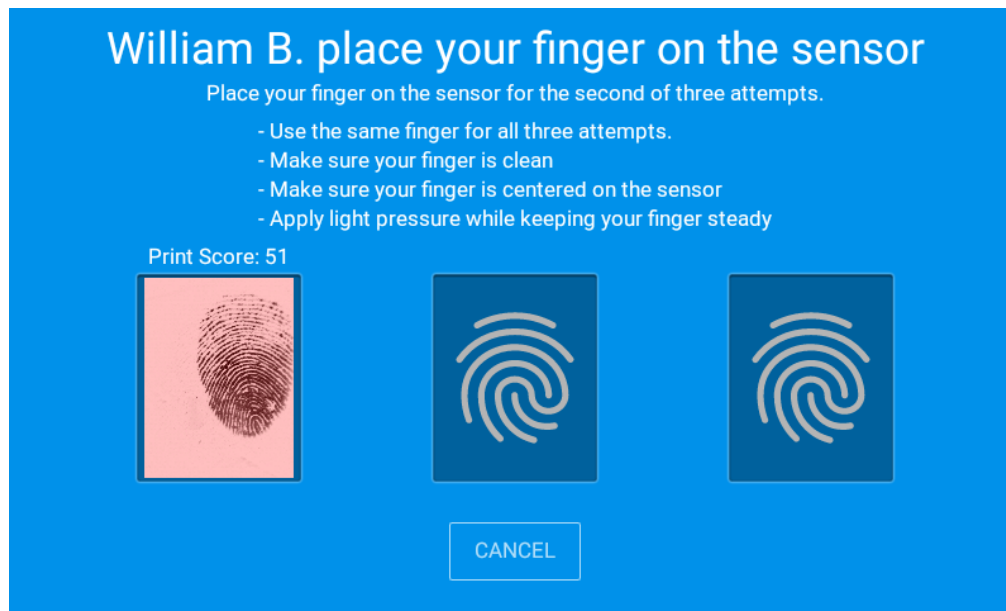 William B. place your finger on the sensor
Place your finger on the sensor for the second of three attempts.
- Use the same finger for all three attempts.
- Make sure your finger is clean
- Make sure your finger is centered on the sensor
- Apply light pressure while keeping your finger steady
Print Score: 51
CANCEL